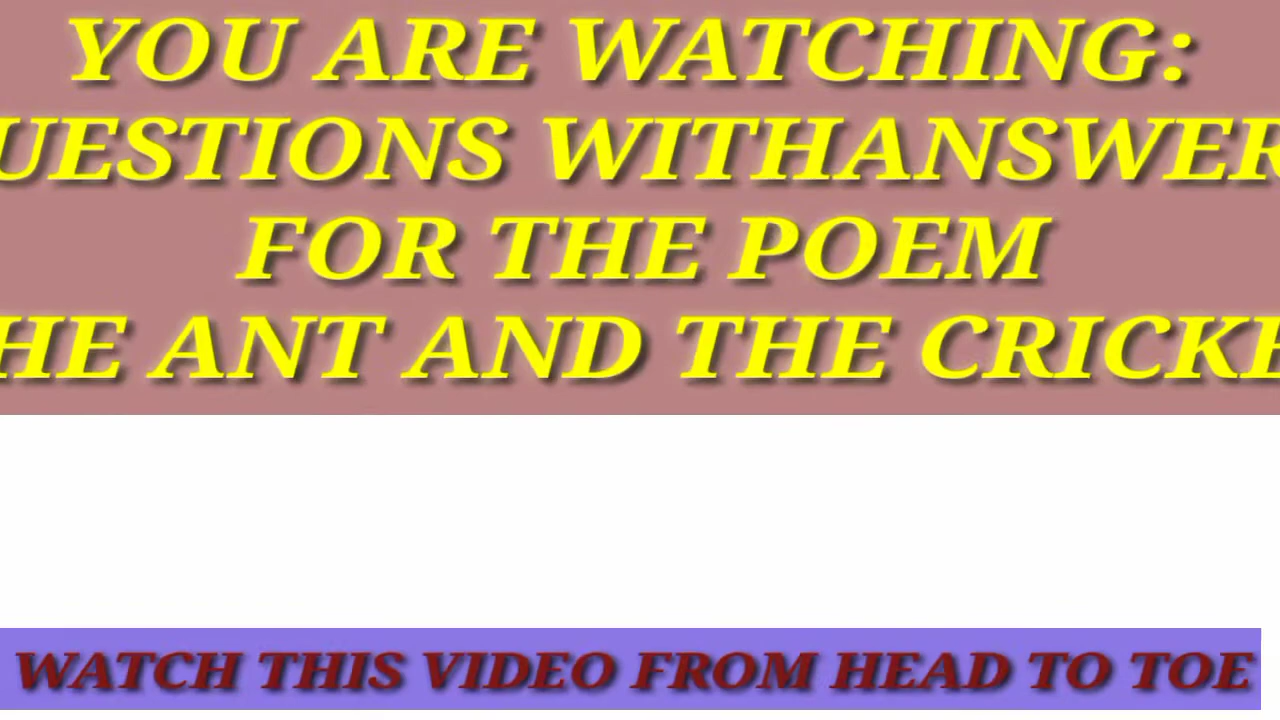 YOU ARE WATCHING:
UESTIONS WITHANSWER
FOR THE POEM
HE ANT AND THE CRICKE
WATCH THIS VIDEO FROM HEAD TO TOE